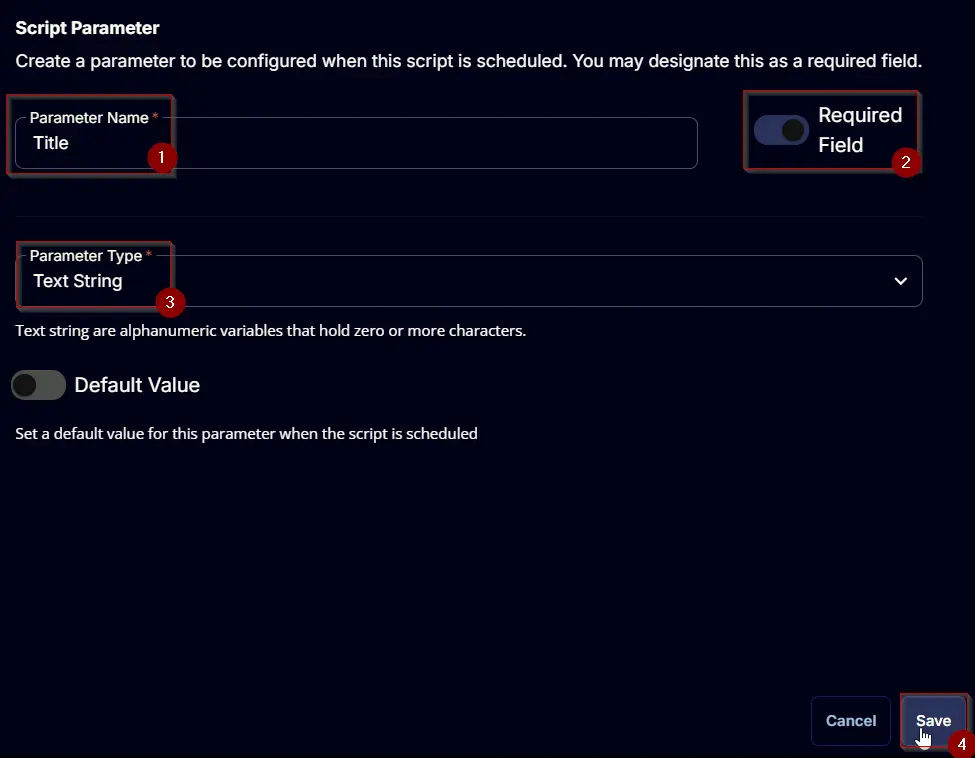 Script Parameter
Create a parameter to be configured when this script is scheduled. You may designate this as a required field.
Parameter Name *
Title
1
Required
Field
2
Parameter Type *
Text String
3
Text string are alphanumeric variables that hold zero or more characters.
Default Value
Set a default value for this parameter when the script is scheduled
Cancel
Save
4